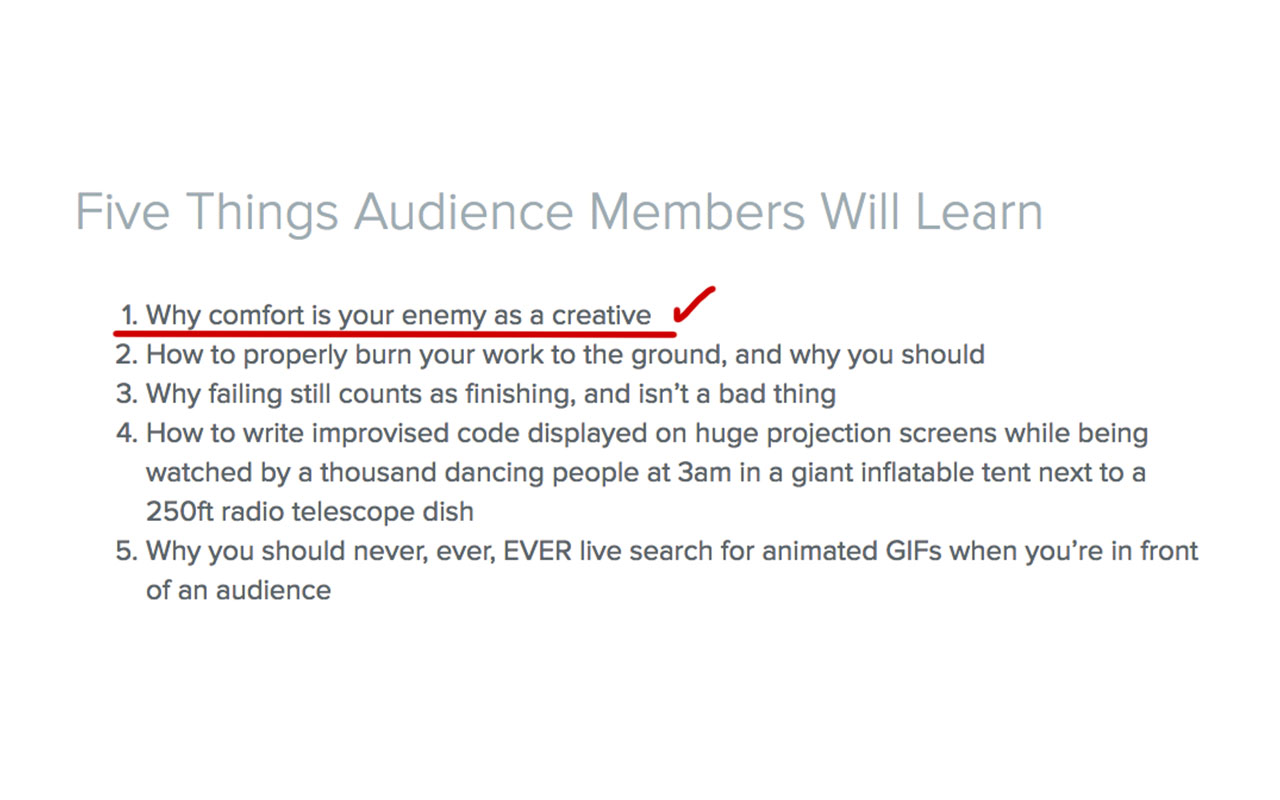 Five Things Audience Members Will Learn
1. Why comfort is your enemy as a creative
2. How to properly burn your work to the ground, and why you should
3. Why failing still counts as finishing, and isn’t a bad thing
4. How to write improvised code displayed on huge projection screens while being
watched by a thousand dancing people at 3am in a giant inflatable tent next to a
250ft radio telescope dish
5. Why you should never, ever, EVER live search for animated GIFs when you’re in front
of an audience